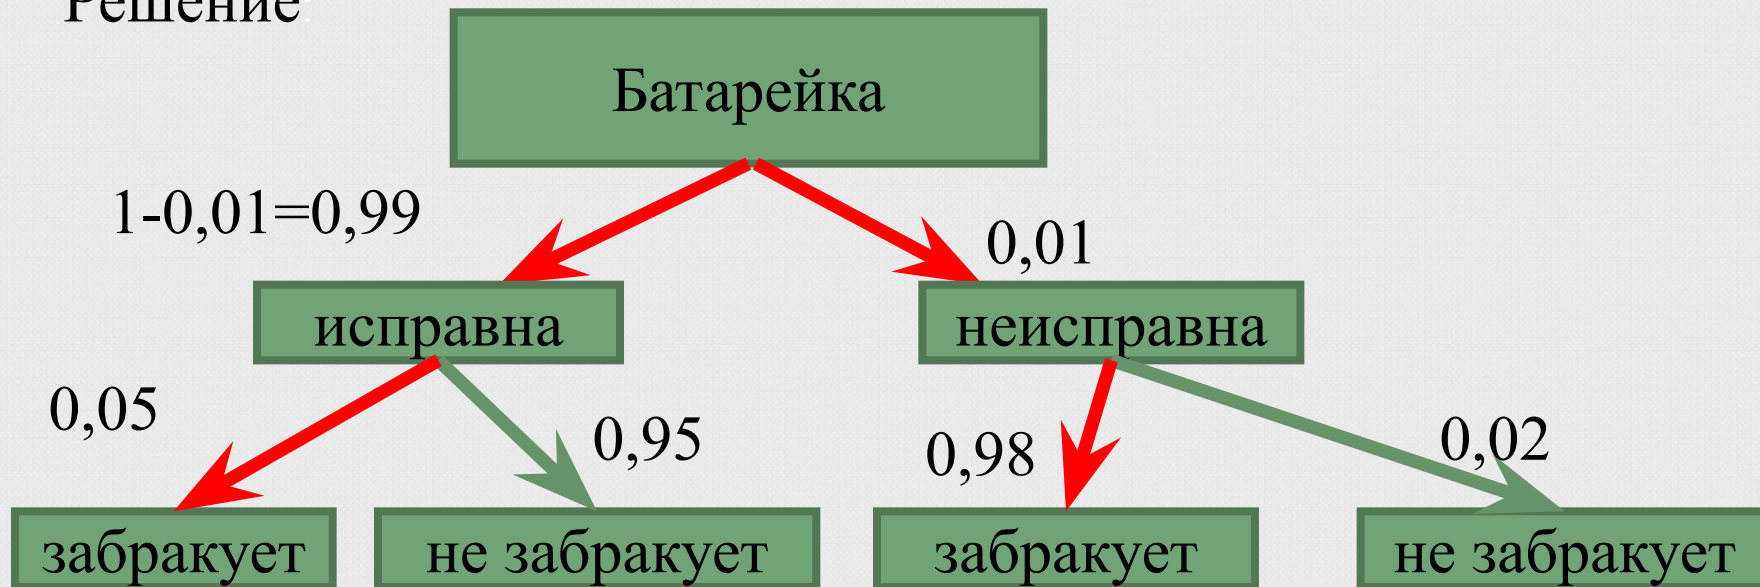 Решение:
Батарейка
1-0,01=0,99
0,01
исправна
неисправна
0,05
0,95
0,98
0,02
забракует
не забракует
забракует
не забракует